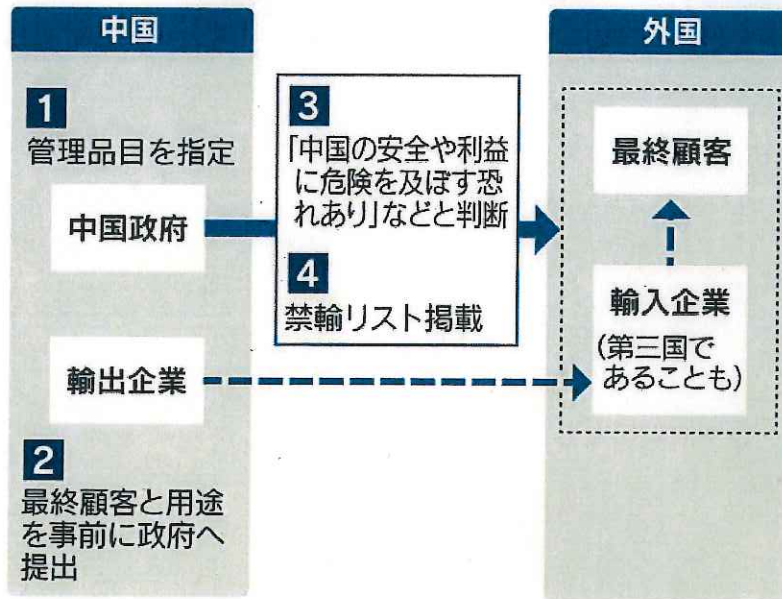 中国
1
管理品目を指定
中国政府
輸出企業
2
最終顧客と用途
を事前に政府へ
提出
3
「中国の安全や利益
に危険を及ぼす恐
れあり」などと判断
4
禁輸リスト掲載
外国
最終顧客
輸入企業
(第三国で
あることも)